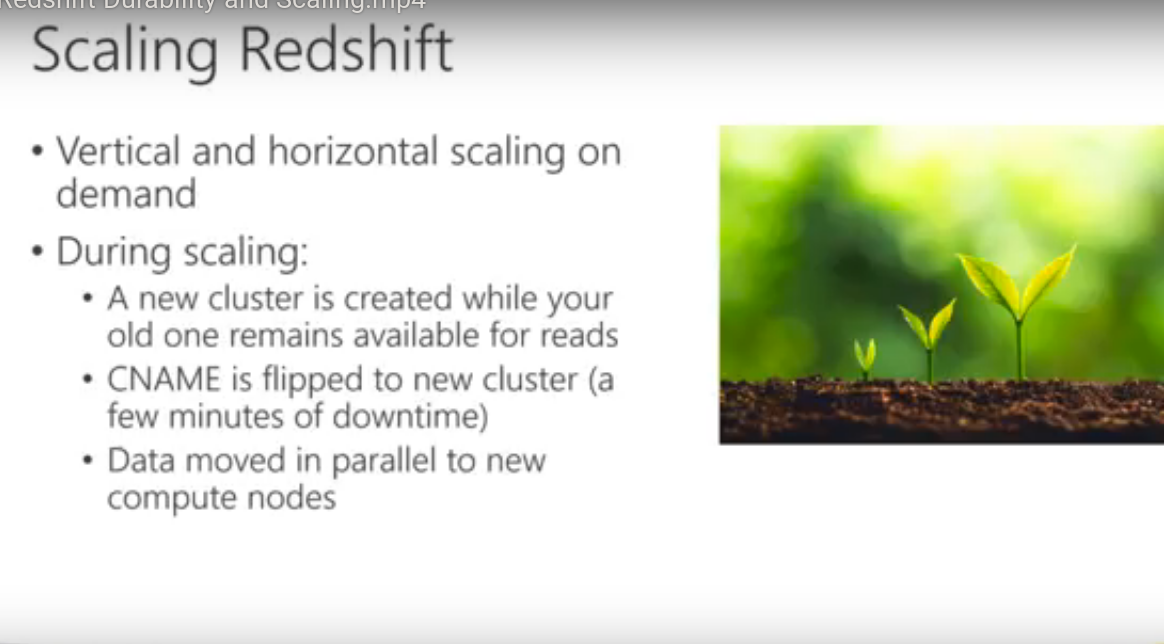 Redshift Durability and Scaling.mp4
Scaling Redshift
• Vertical and horizontal scaling on
demand
• During scaling:
• A new cluster is created while your
old one remains available for reads
• CNAME is flipped to new cluster (a
few minutes of downtime)
• Data moved in parallel to new
compute nodes